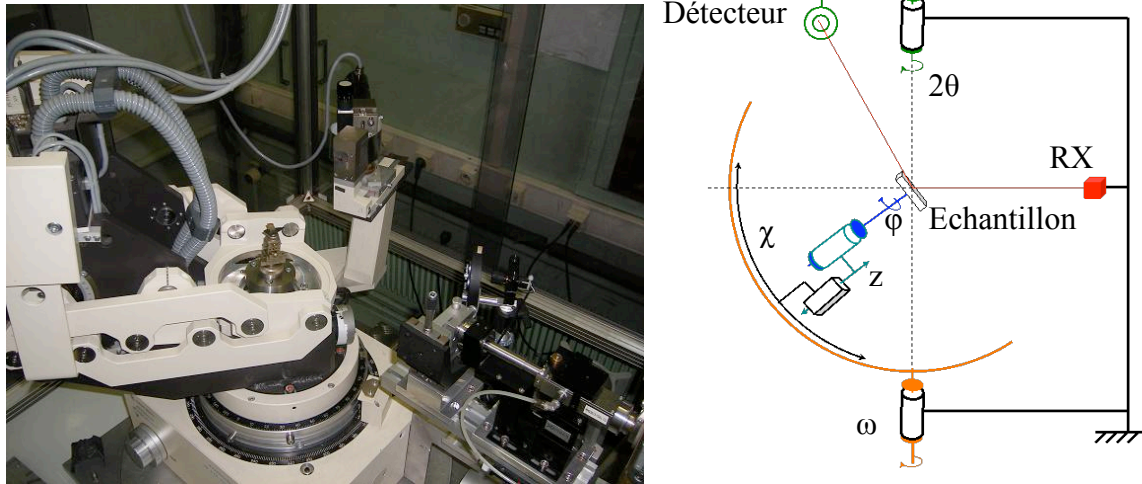 Détecteur
2θ
RX
Echantillon
φ
χ
z
ω